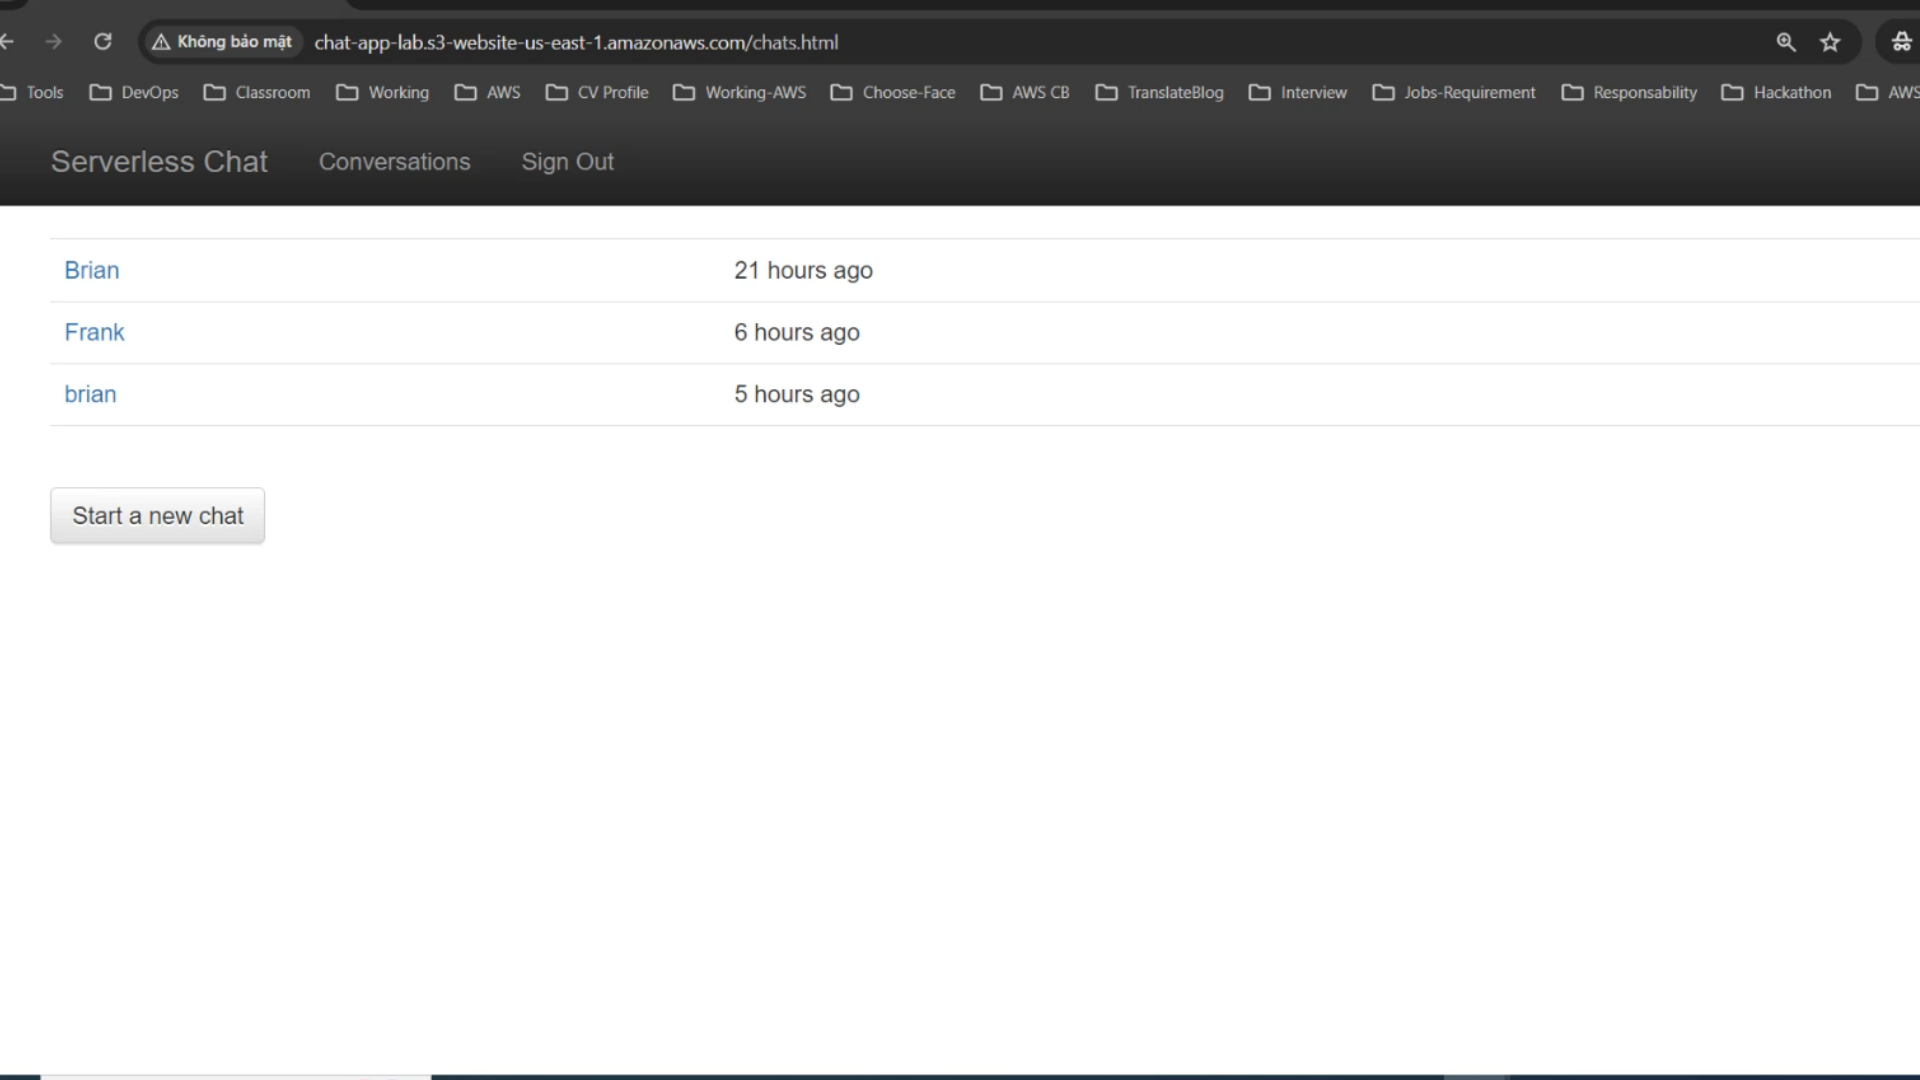 Không bảo mật chat-app-lab.s3-website-us-east-1.amazonaws.com/chats.html
Tools DevOps Classroom Working AWS CV Profile Working-AWS Choose-Face AWS CB TranslateBlog Interview Jobs-Requirement Responsability Hackathon AWS
Serverless Chat Conversations Sign Out
Brian 21 hours ago
Frank 6 hours ago
brian 5 hours ago
Start a new chat